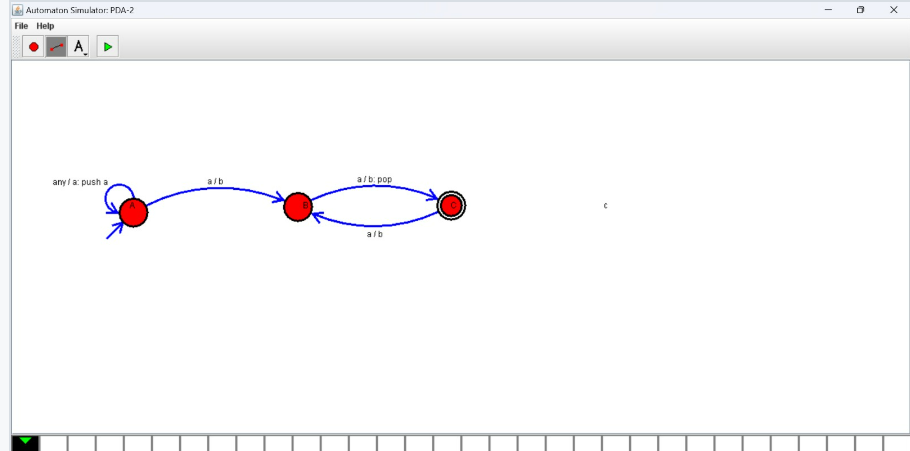 Automaton Simulator: PDA-2
File Help
A
any / a: push a
a / b
a / b: pop
A
B
C
c
a / b